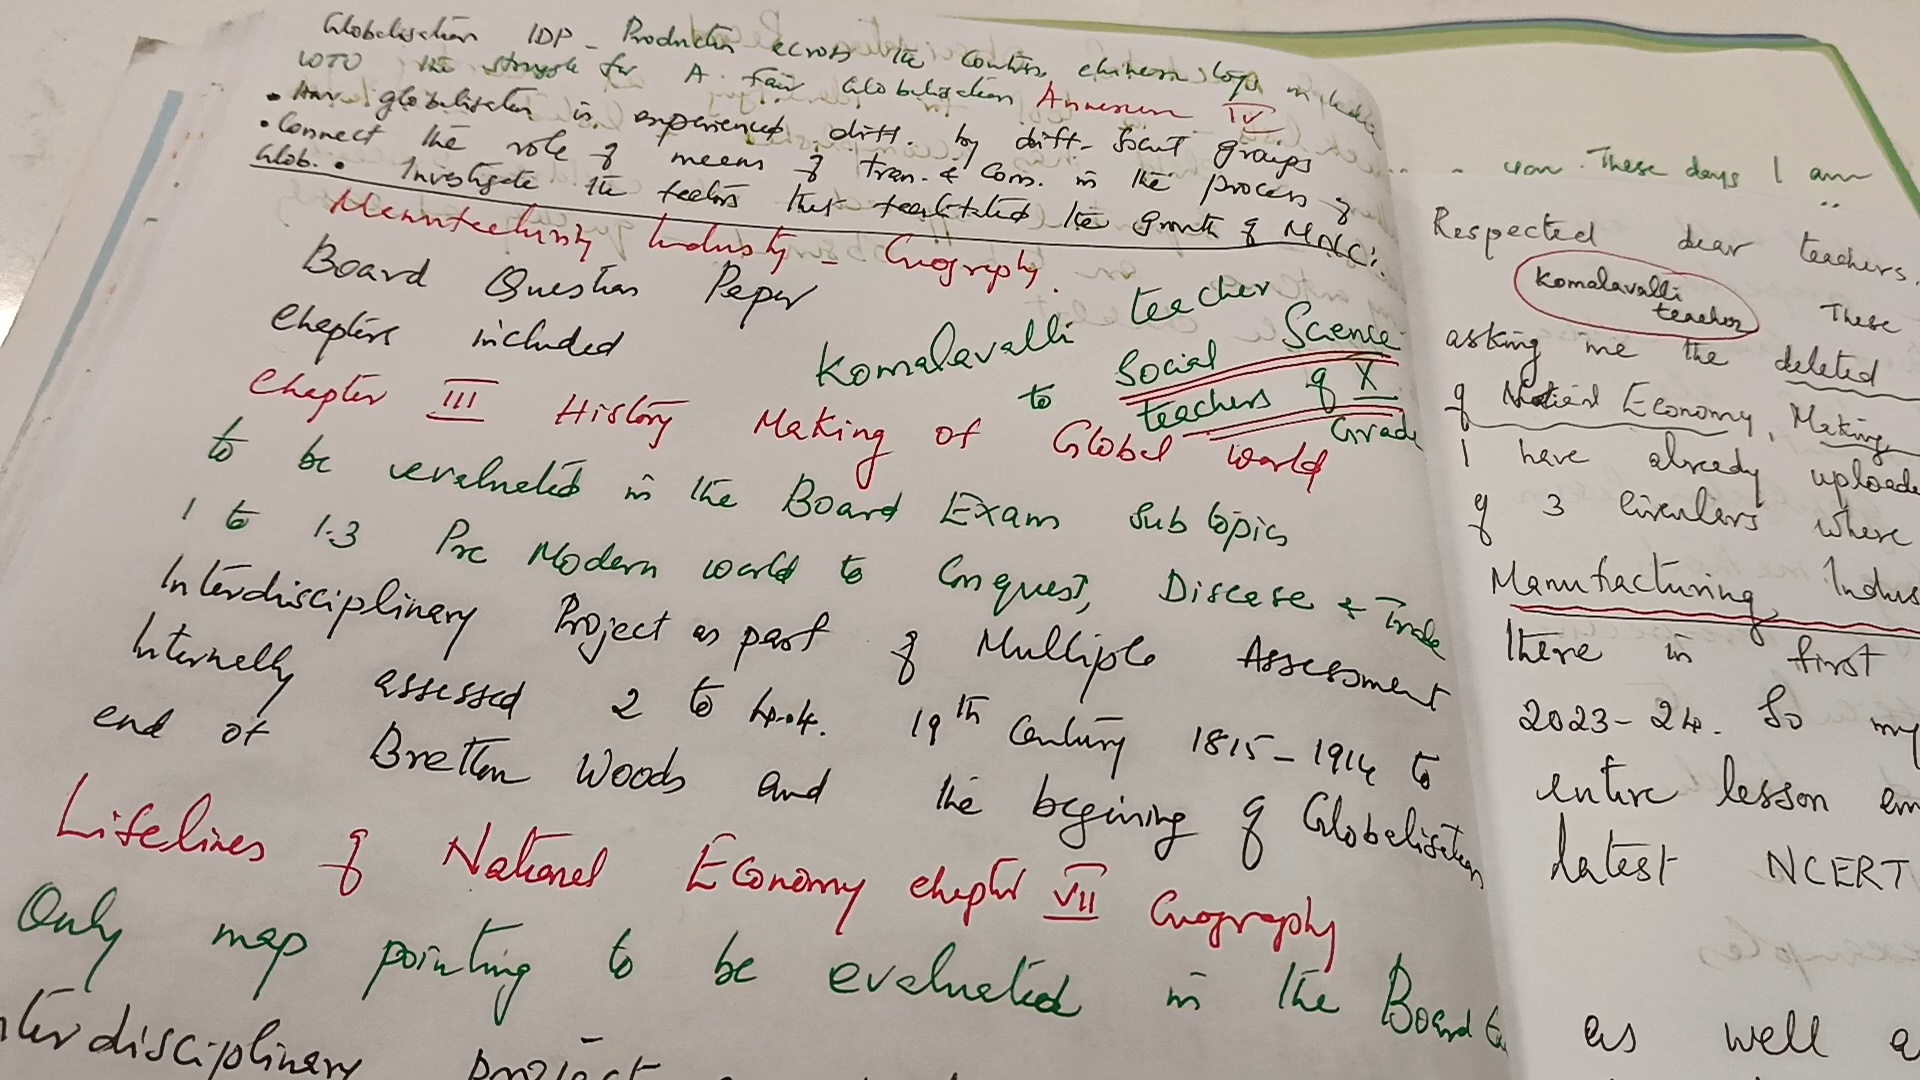 Globalisation IDP - Production across the Countries, chinese toys in India
WTO the struggle for A fair Globalisation Annexure IV
• How globalisation is experienced diff. by diff. social groups
• Connect the role of means of tran. & Com. in the process of
Glob. • Investigate the factors that facilitated the growth of MNCs.
Manufacturing Industry - Geography.
Board Question Paper
Chapters included
Komalavalli teacher
to Social Science
teachers of X
Grade
Chapter III History Making of Global world
to be evaluated in the Board Exam Sub topics
1 to 1.3 Pre Modern world to Conquest, Disease & Trade
Interdisciplinary Project as part of Multiple Assessment
Internally assessed 2 to 4.4. 19th Century 1815-1914 to
end of Bretton Woods and the begining of Globalisation
Lifelines of National Economy chapter VII Geography
Only map pointing to be evaluated in the Board
interdisciplinary project
you. These days I am
Respected dear teachers.
Komalavalli
teacher
These
asking me the deleted
of National Economy, Making
I have already uploade
of 3 circulars where
Manufacturing Indus
there in first
2023-24. So my
entire lesson
latest NCERT
as well a